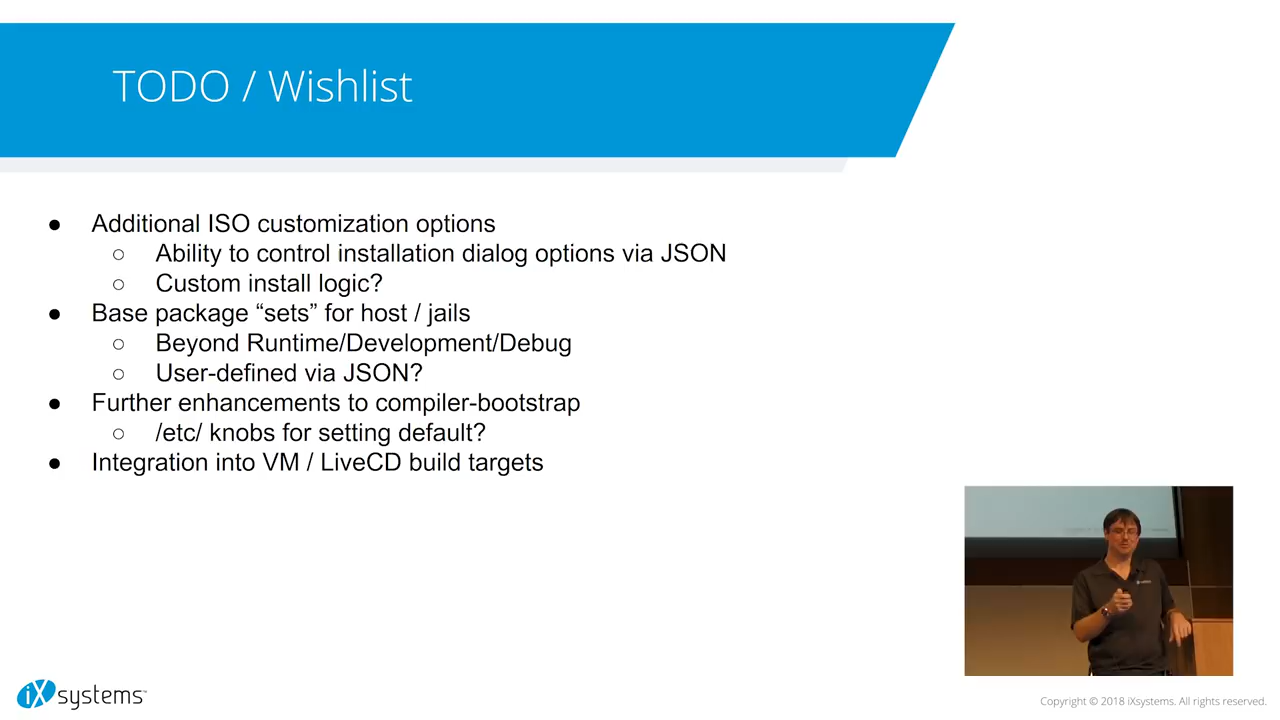 TODO / Wishlist
● Additional ISO customization options
○ Ability to control installation dialog options via JSON
○ Custom install logic?
● Base package “sets” for host / jails
○ Beyond Runtime/Development/Debug
○ User-defined via JSON?
● Further enhancements to compiler-bootstrap
○ /etc/ knobs for setting default?
● Integration into VM / LiveCD build targets
iXsystems™
Copyright © 2018 iXsystems. All rights reserved.